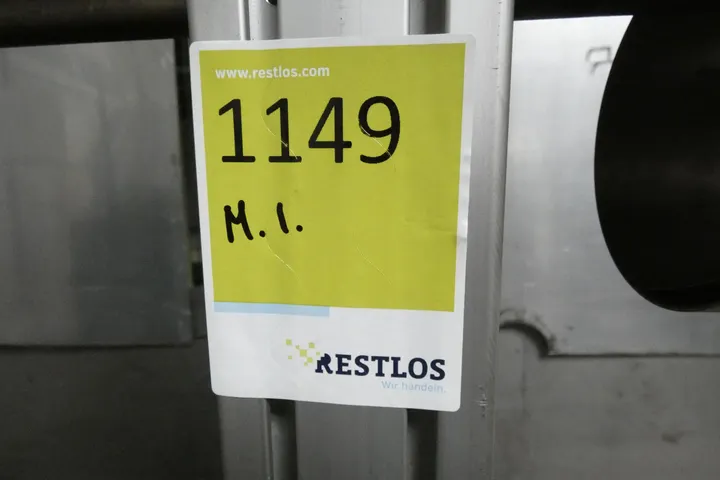 www.restlos.com
1149
M. I.
RESTLOS
Wir handeln.